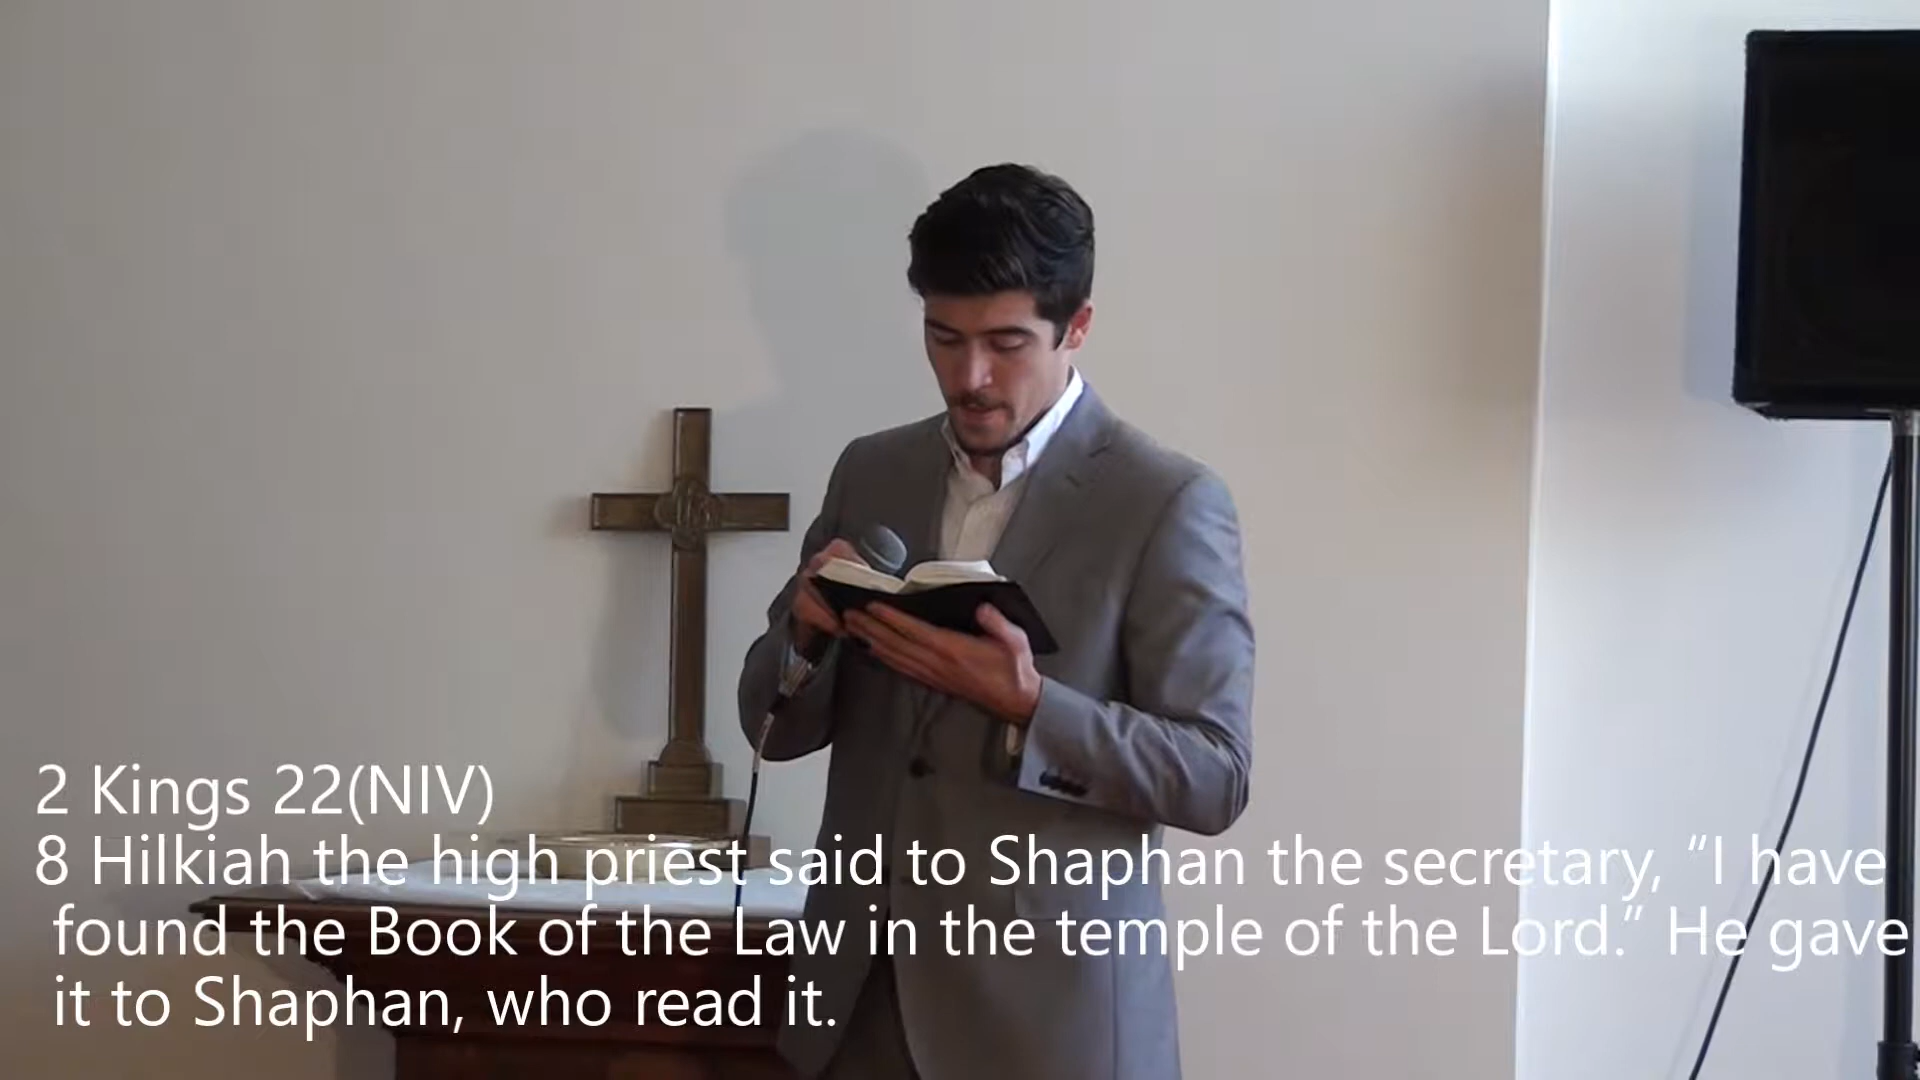 2 Kings 22(NIV)
8 Hilkiah the high priest said to Shaphan the secretary, “I have
found the Book of the Law in the temple of the Lord.” He gave
it to Shaphan, who read it.